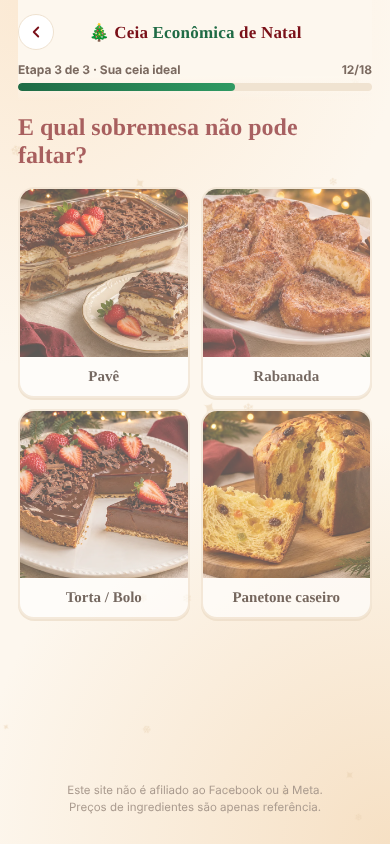 🎄 Ceia Econômica de Natal
Etapa 3 de 3 · Sua ceia ideal 12/18
E qual sobremesa não pode
faltar?
Pavê Rabanada
Torta / Bolo Panetone caseiro
Este site não é afiliado ao Facebook ou à Meta.
Preços de ingredientes são apenas referência.